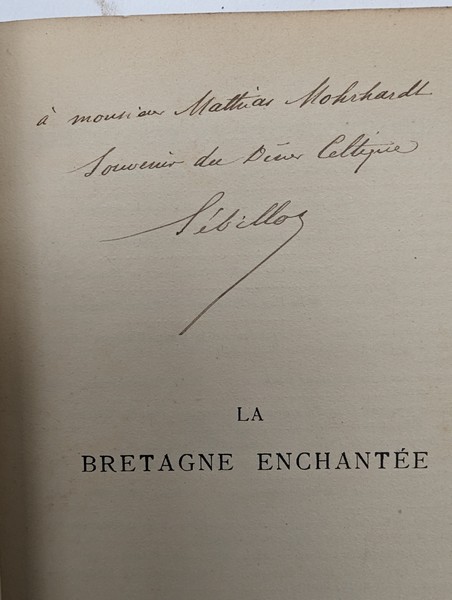 à monsieur Mathias Mohrhardt
Souvenir du Dîner Celtique
Sébillot
LA
BRETAGNE ENCHANTÉE